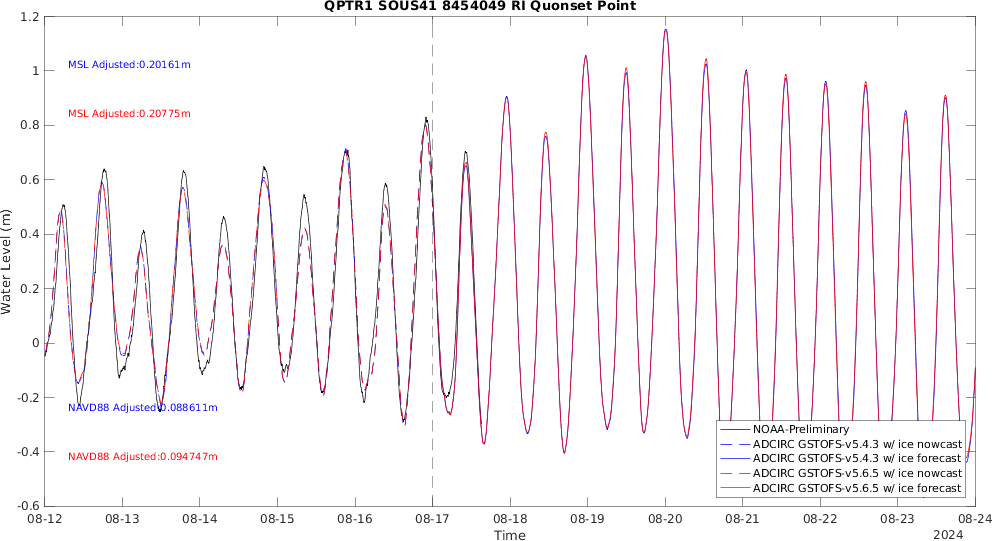 QPTR1 SOUS41 8454049 RI Quonset Point
1.2
1
0.8
0.6
0.4
0.2
0
-0.2
-0.4
-0.6
Water Level (m)
MSL Adjusted:0.20161m
MSL Adjusted:0.20775m
NAVD88 Adjusted:0.088611m
NAVD88 Adjusted:0.094747m
NOAA-Preliminary
ADCIRC GSTOFS-v5.4.3 w/ ice nowcast
ADCIRC GSTOFS-v5.4.3 w/ ice forecast
ADCIRC GSTOFS-v5.6.5 w/ ice nowcast
ADCIRC GSTOFS-v5.6.5 w/ ice forecast
08-12 08-13 08-14 08-15 08-16 08-17 08-18 08-19 08-20 08-21 08-22 08-23 08-24
Time
2024